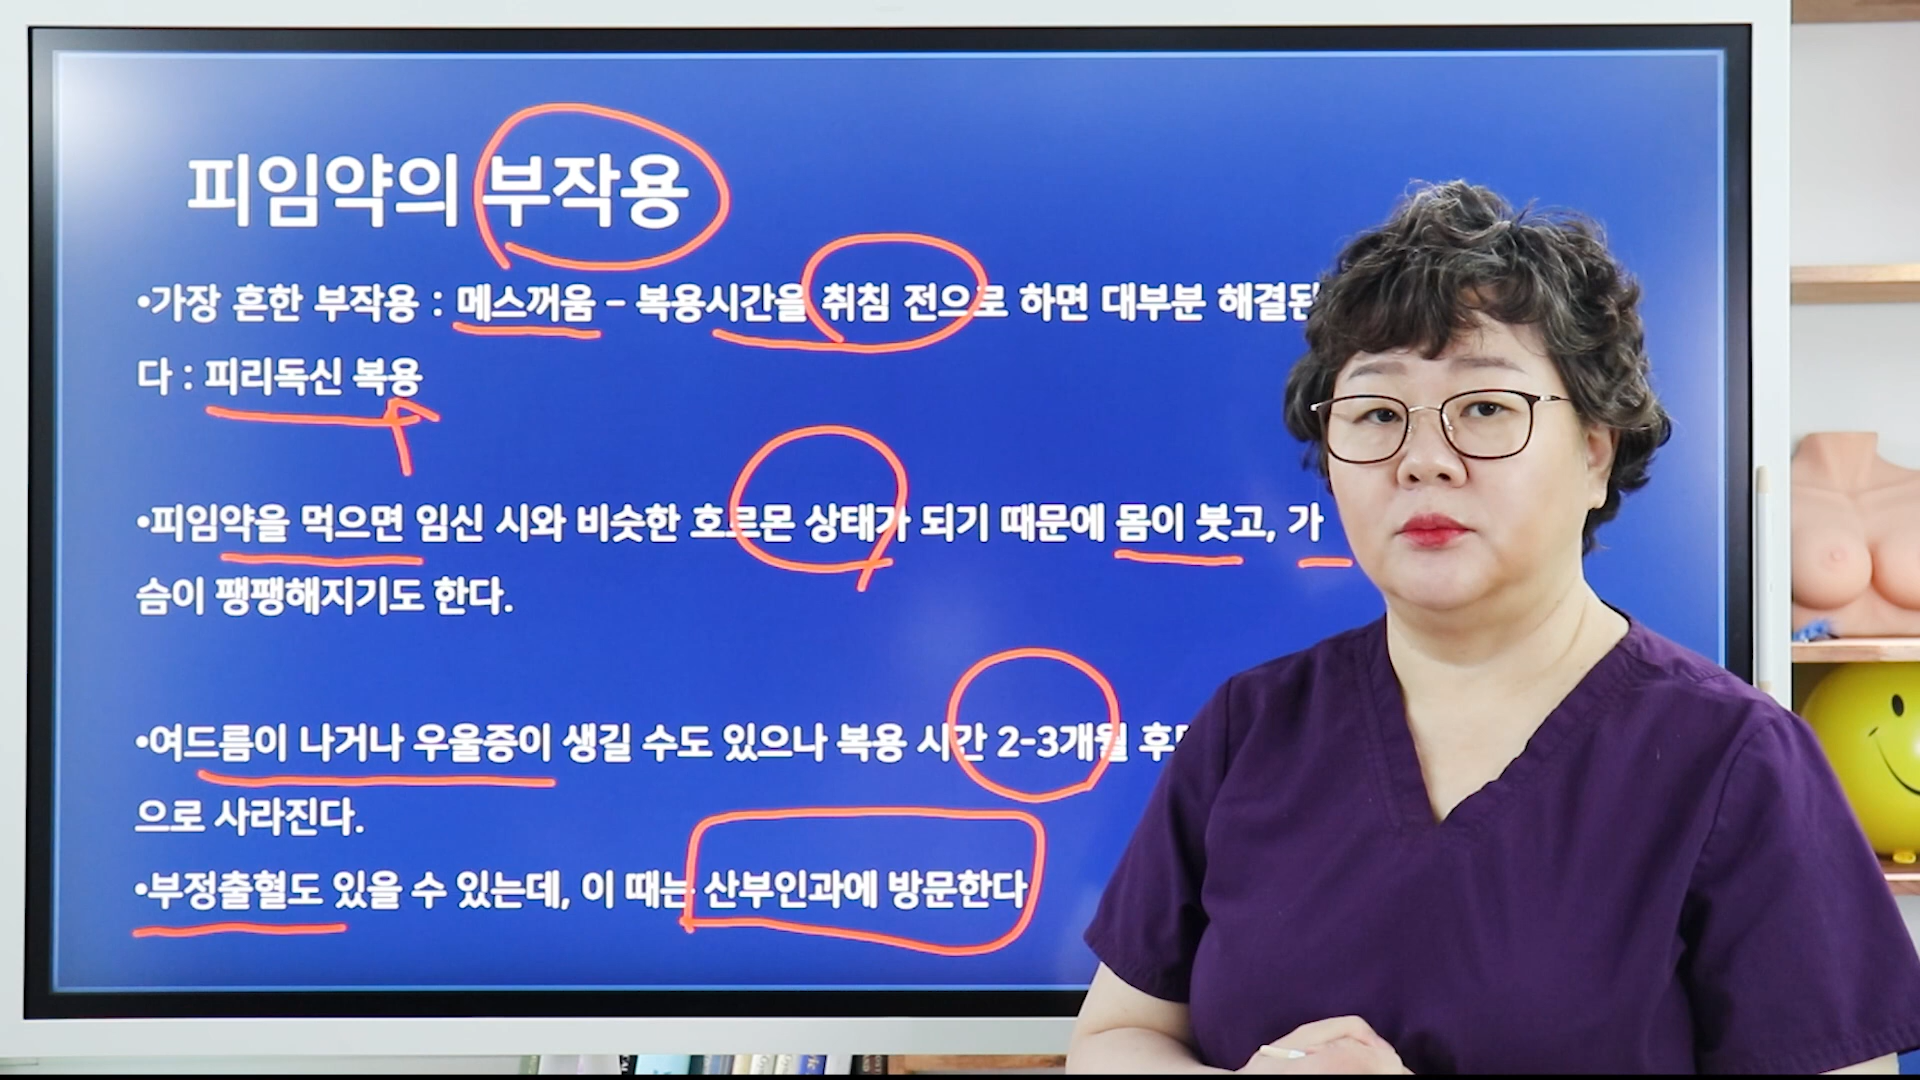 피임약의 부작용
•가장 흔한 부작용 : 메스꺼움 – 복용시간을 취침 전으로 하면 대부분 해결된
다 : 피리독신 복용
•피임약을 먹으면 임신 시와 비슷한 호르몬 상태가 되기 때문에 몸이 붓고, 가
슴이 팽팽해지기도 한다.
•여드름이 나거나 우울증이 생길 수도 있으나 복용 시간 2-3개월 후
으로 사라진다.
•부정출혈도 있을 수 있는데, 이 때는 산부인과에 방문한다